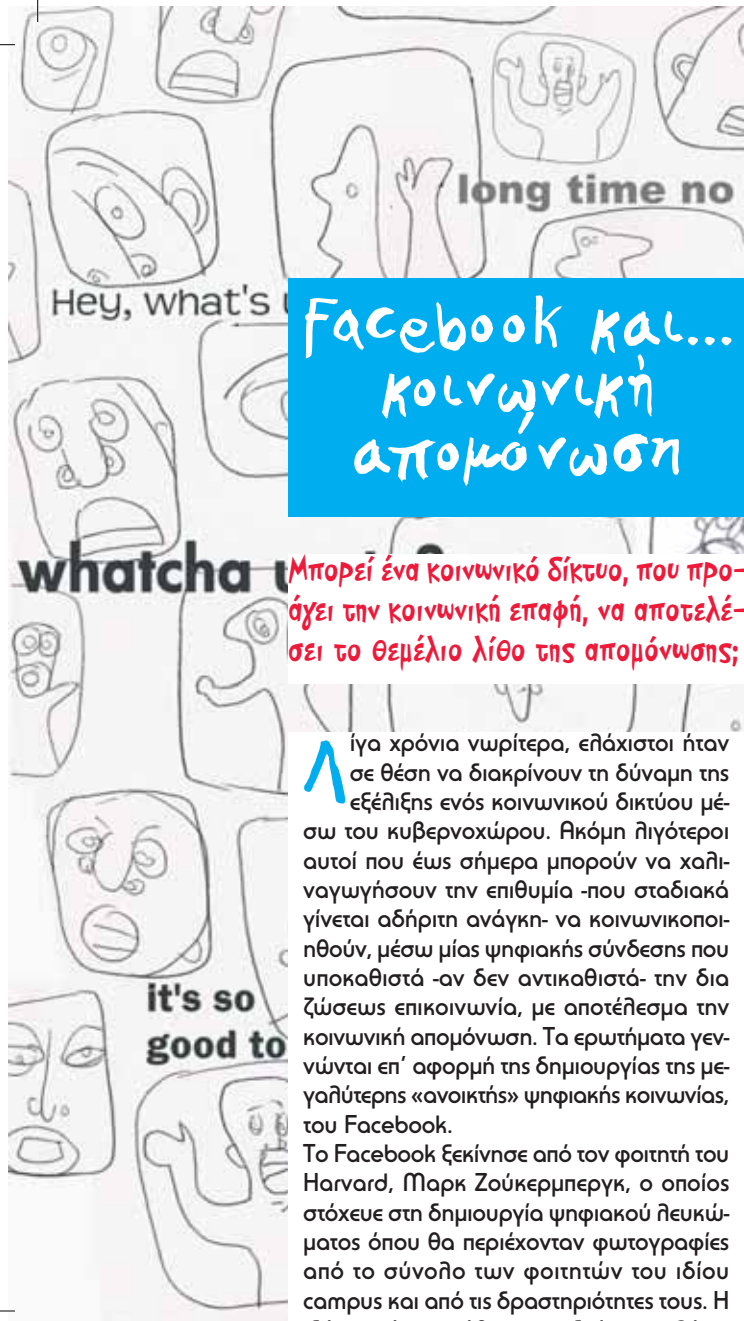 long time no
Hey, what's
Facebook και...
κοινωνική
απομόνωση
whatcha
Μπορεί ένα κοινωνικό δίκτυο, που προ-
άγει την κοινωνική επαφή, να αποτελέ-
σει το θεμέλιο λίθο της απομόνωσης;
Λίγα χρόνια νωρίτερα, ελάχιστοι ήταν
σε θέση να διακρίνουν τη δύναμη της
εξέλιξης ενός κοινωνικού δικτύου μέ-
σω του κυβερνοχώρου. Ακόμη λιγότεροι
αυτοί που έως σήμερα μπορούν να χαλι-
ναγωγήσουν την επιθυμία -που σταδιακά
γίνεται αδήριτη ανάγκη- να κοινωνικοποι-
ηθούν, μέσω μίας ψηφιακής σύνδεσης που
υποκαθιστά -αν δεν αντικαθιστά- την δια
ζώσεως επικοινωνία, με αποτέλεσμα την
κοινωνική απομόνωση. Τα ερωτήματα γεν-
νώνται επ' αφορμή της δημιουργίας της με-
γαλύτερης «ανοικτής» ψηφιακής κοινωνίας,
του Facebook.
Το Facebook ξεκίνησε από τον φοιτητή του
Harvard, Μαρκ Ζούκερμπεργκ, ο οποίος
στόχευε στη δημιουργία ψηφιακού λευκώ-
ματος όπου θα περιέχονταν φωτογραφίες
από το σύνολο των φοιτητών του ιδίου
campus και από τις δραστηριότητες τους. Η
it's so
good to